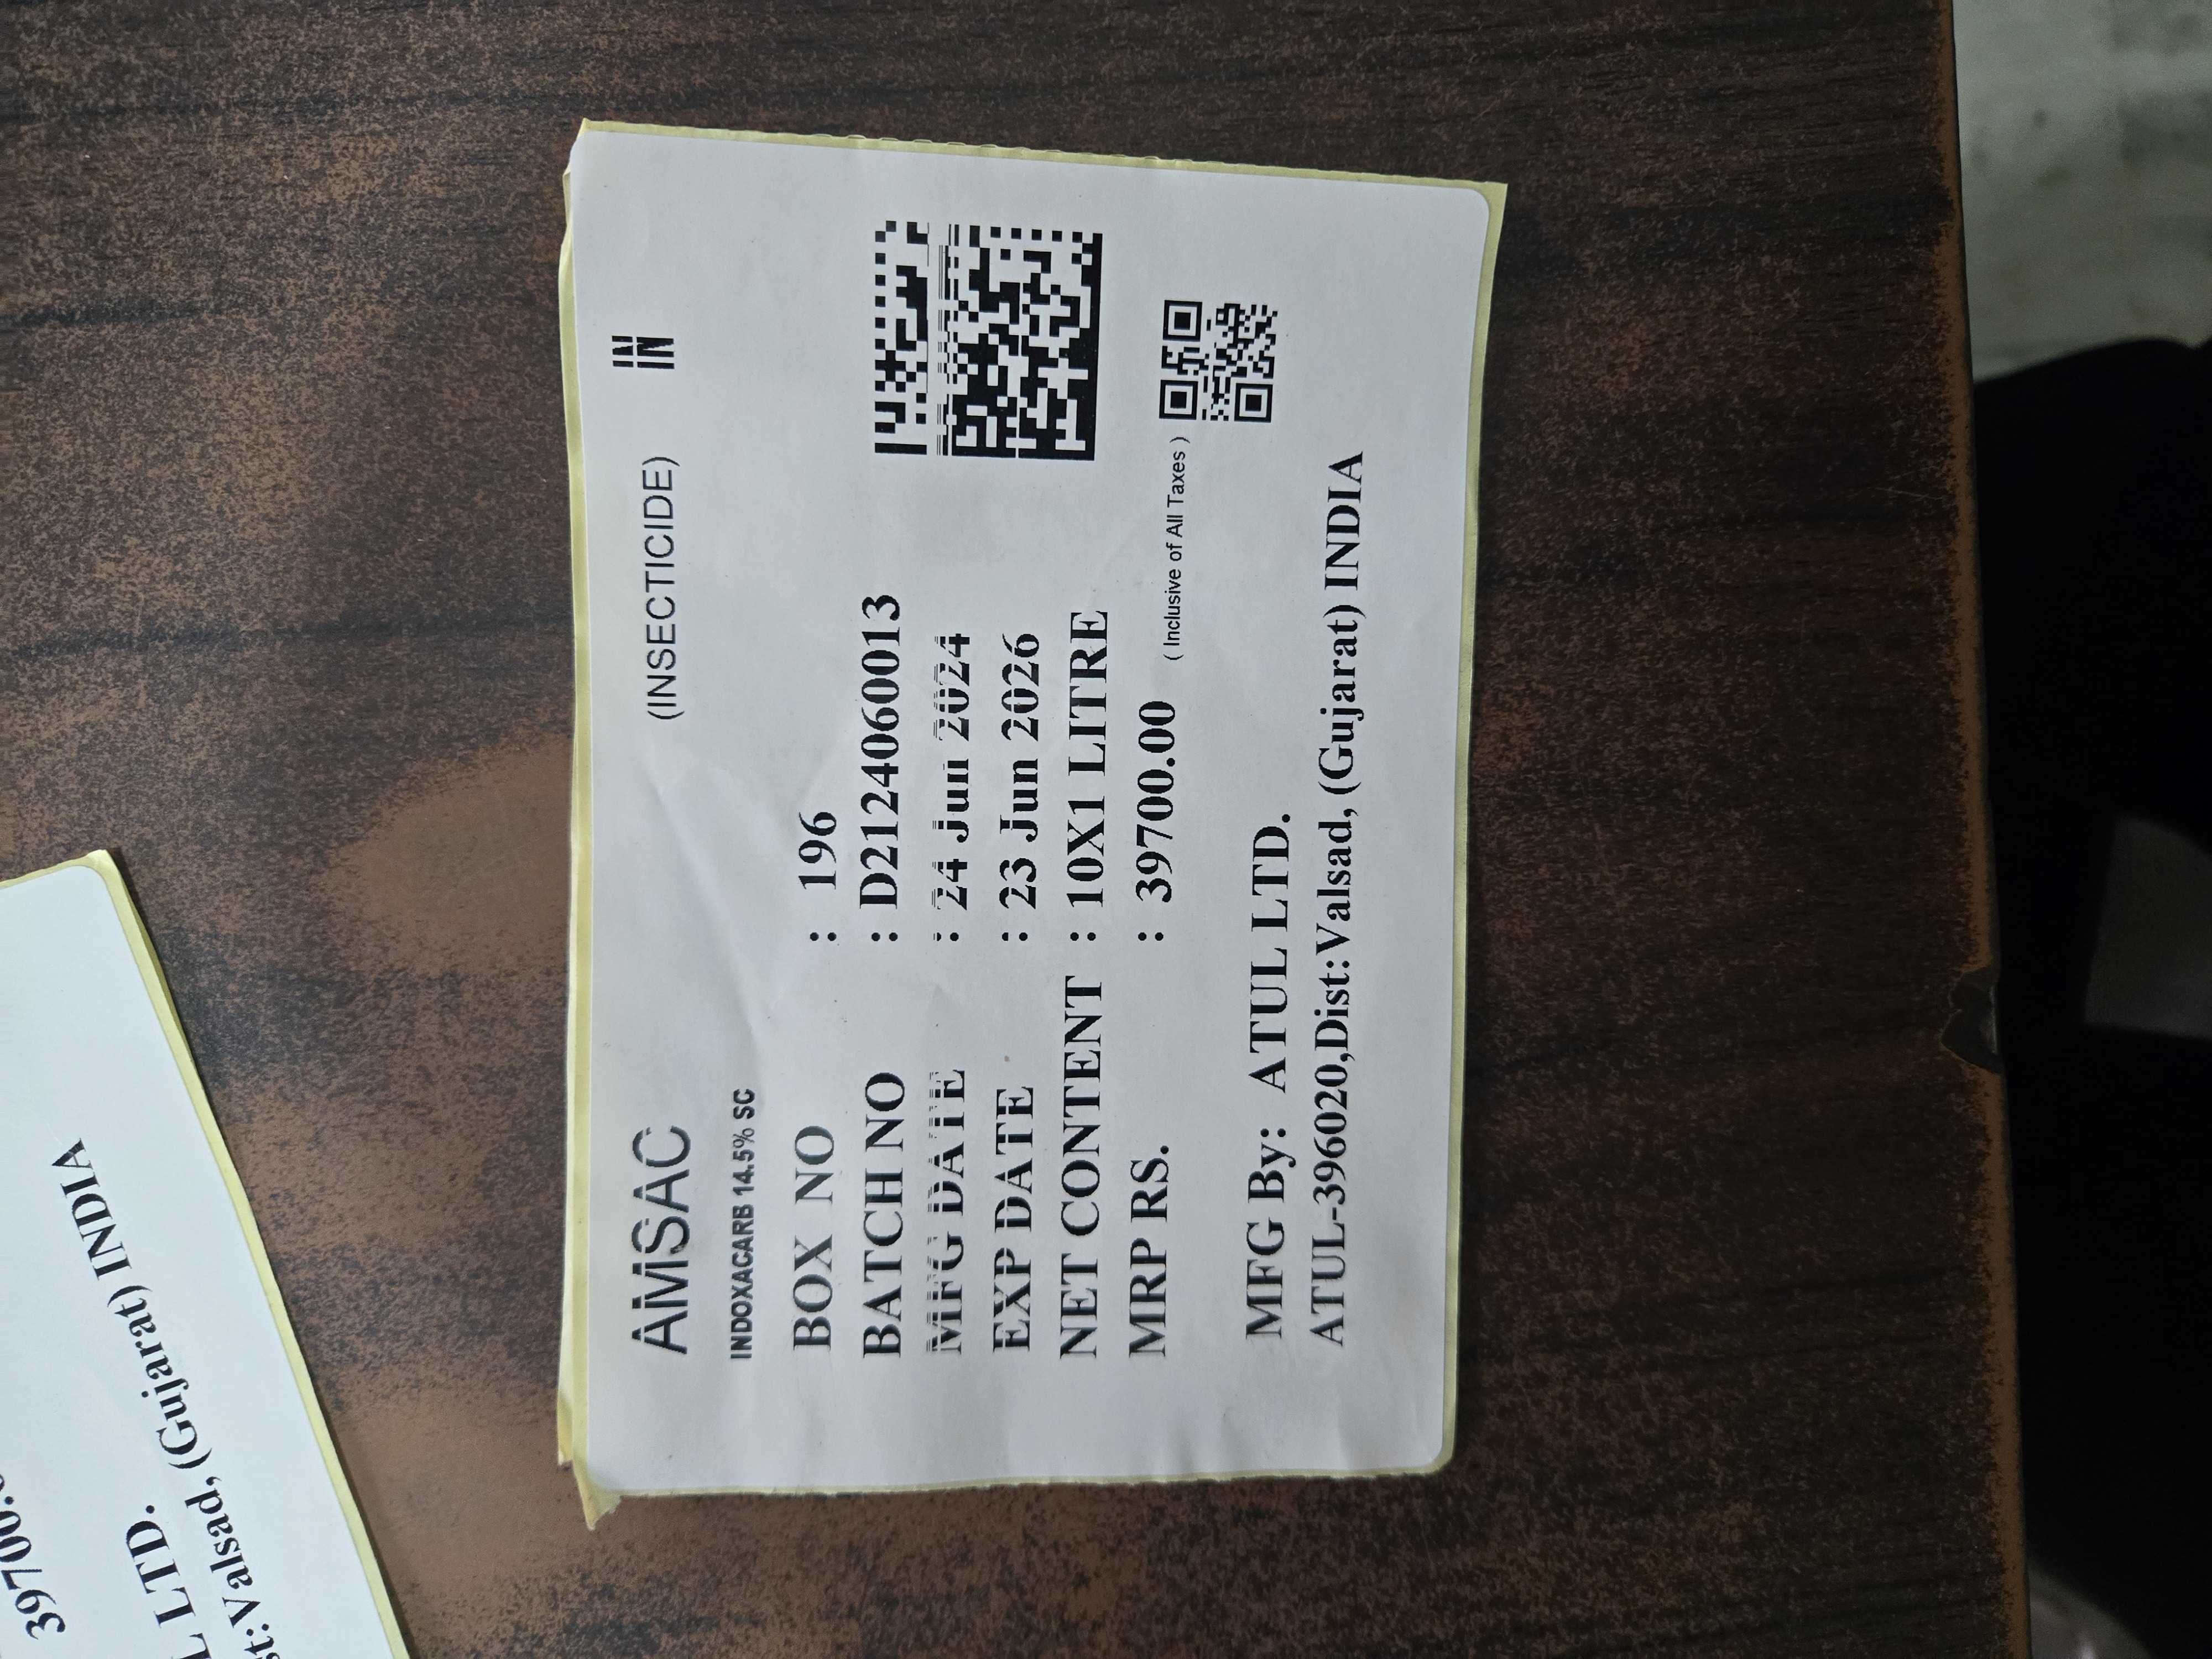 AMSAC (INSECTICIDE) IN
INDOXACARB 14.5% SC
BOX NO : 196
BATCH NO : D2124060013
MFG DATE : 24 Jun 2024
EXP DATE : 23 Jun 2026
NET CONTENT : 10X1 LITRE
MRP RS. : 39700.00 ( Inclusive of All Taxes )
MFG By: ATUL LTD.
ATUL-396020,Dist:Valsad, (Gujarat) INDIA
39700.
L LTD.
st:Valsad, (Gujarat) INDIA